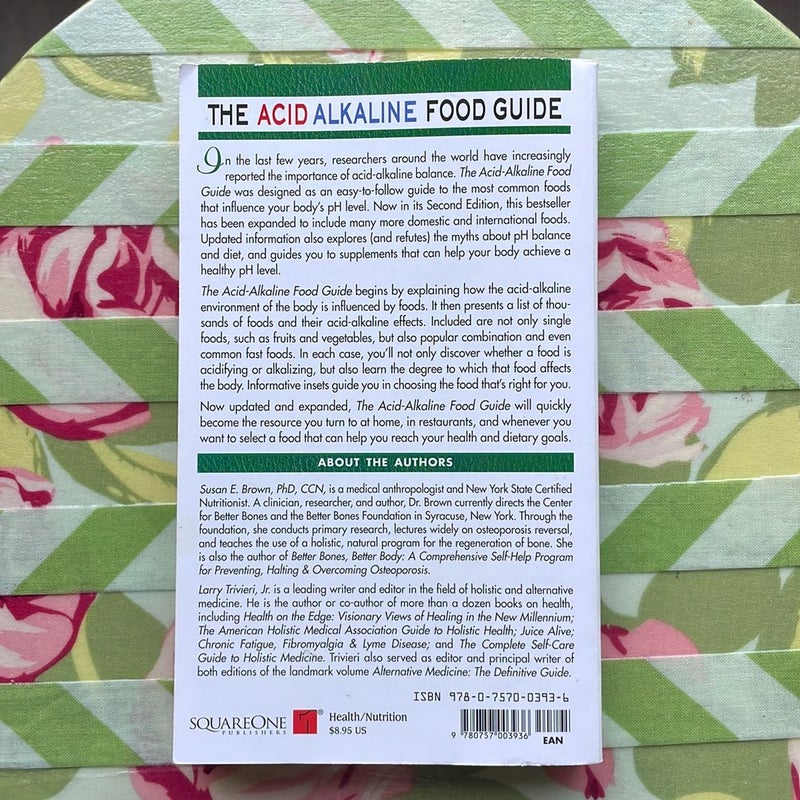 THE ACID ALKALINE FOOD GUIDE
In the last few years, researchers around the world have increasingly
reported the importance of acid-alkaline balance. The Acid-Alkaline Food
Guide was designed as an easy-to-follow guide to the most common foods
that influence your body's pH level. Now in its Second Edition, this bestseller
has been expanded to include many more domestic and international foods.
Updated information also explores (and refutes) the myths about pH balance
and diet, and guides you to supplements that can help your body achieve a
healthy pH level.
The Acid-Alkaline Food Guide begins by explaining how the acid-alkaline
environment of the body is influenced by foods. It then presents a list of thou-
sands of foods and their acid-alkaline effects. Included are not only single
foods, such as fruits and vegetables, but also popular combination and even
common fast foods. In each case, you'll not only discover whether a food is
acidifying or alkalizing, but also learn the degree to which that food affects
the body. Informative insets guide you in choosing the food that's right for you.
Now updated and expanded, The Acid-Alkaline Food Guide will quickly
become the resource you turn to at home, in restaurants, and whenever you
want to select a food that can help you reach your health and dietary goals.
ABOUT THE AUTHORS
Susan E. Brown, PhD, CCN, is a medical anthropologist and New York State Certified
Nutritionist. A clinician, researcher, and author, Dr. Brown currently directs the Center
for Better Bones and the Better Bones Foundation in Syracuse, New York. Through the
foundation, she conducts primary research, lectures widely on osteoporosis reversal,
and teaches the use of a holistic, natural program for the regeneration of bone. She
is also the author of Better Bones, Better Body: A Comprehensive Self-Help Program
for Preventing, Halting & Overcoming Osteoporosis.
Larry Trivieri, Jr. is a leading writer and editor in the field of holistic and alternative
medicine. He is the author or co-author of more than a dozen books on health,
including Health on the Edge: Visionary Views of Healing in the New Millennium;
The American Holistic Medical Association Guide to Holistic Health; Juice Alive;
Chronic Fatigue, Fibromyalgia & Lyme Disease; and The Complete Self-Care
Guide to Holistic Medicine. Trivieri also served as editor and principal writer of
both editions of the landmark volume Alternative Medicine: The Definitive Guide.
ISBN 978-0-7570-0393-6
SQUAREONE
PUBLISHERS
1®
Health/Nutrition
$8.95 US
9 780757 003936
EAN